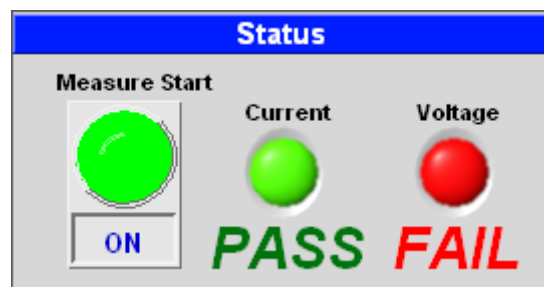 Status
Measure Start
Current
Voltage
ON
PASS
FAIL